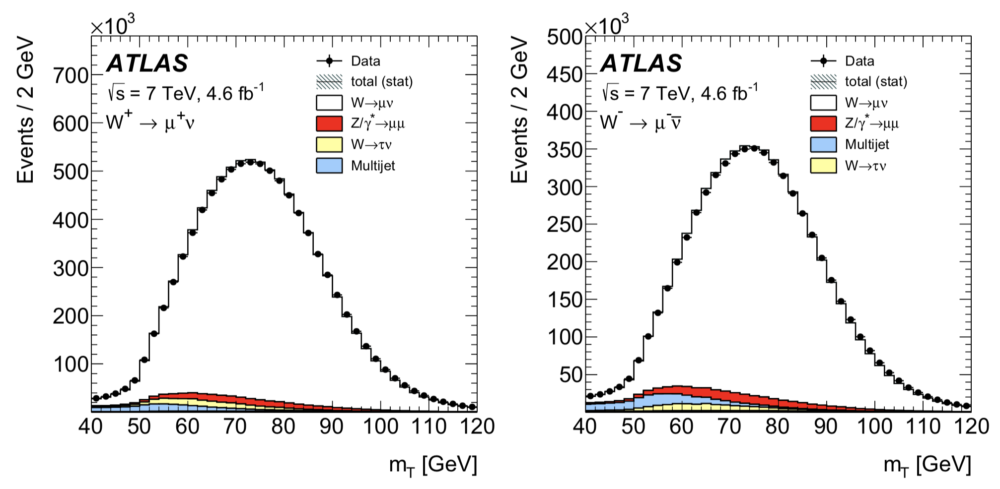 ×10³
Events / 2 GeV
700
600
500
400
300
200
100
ATLAS
√s = 7 TeV, 4.6 fb⁻¹
W⁺ → μ⁺ν
Data
total (stat)
W→μν
Z/γ*→μμ
W→τν
Multijet
40 50 60 70 80 90 100 110 120
m_T [GeV]
×10³
Events / 2 GeV
500
450
400
350
300
250
200
150
100
50
ATLAS
√s = 7 TeV, 4.6 fb⁻¹
W⁻ → μ⁻ν̅
Data
total (stat)
W→μν
Z/γ*→μμ
Multijet
W→τν
40 50 60 70 80 90 100 110 120
m_T [GeV]